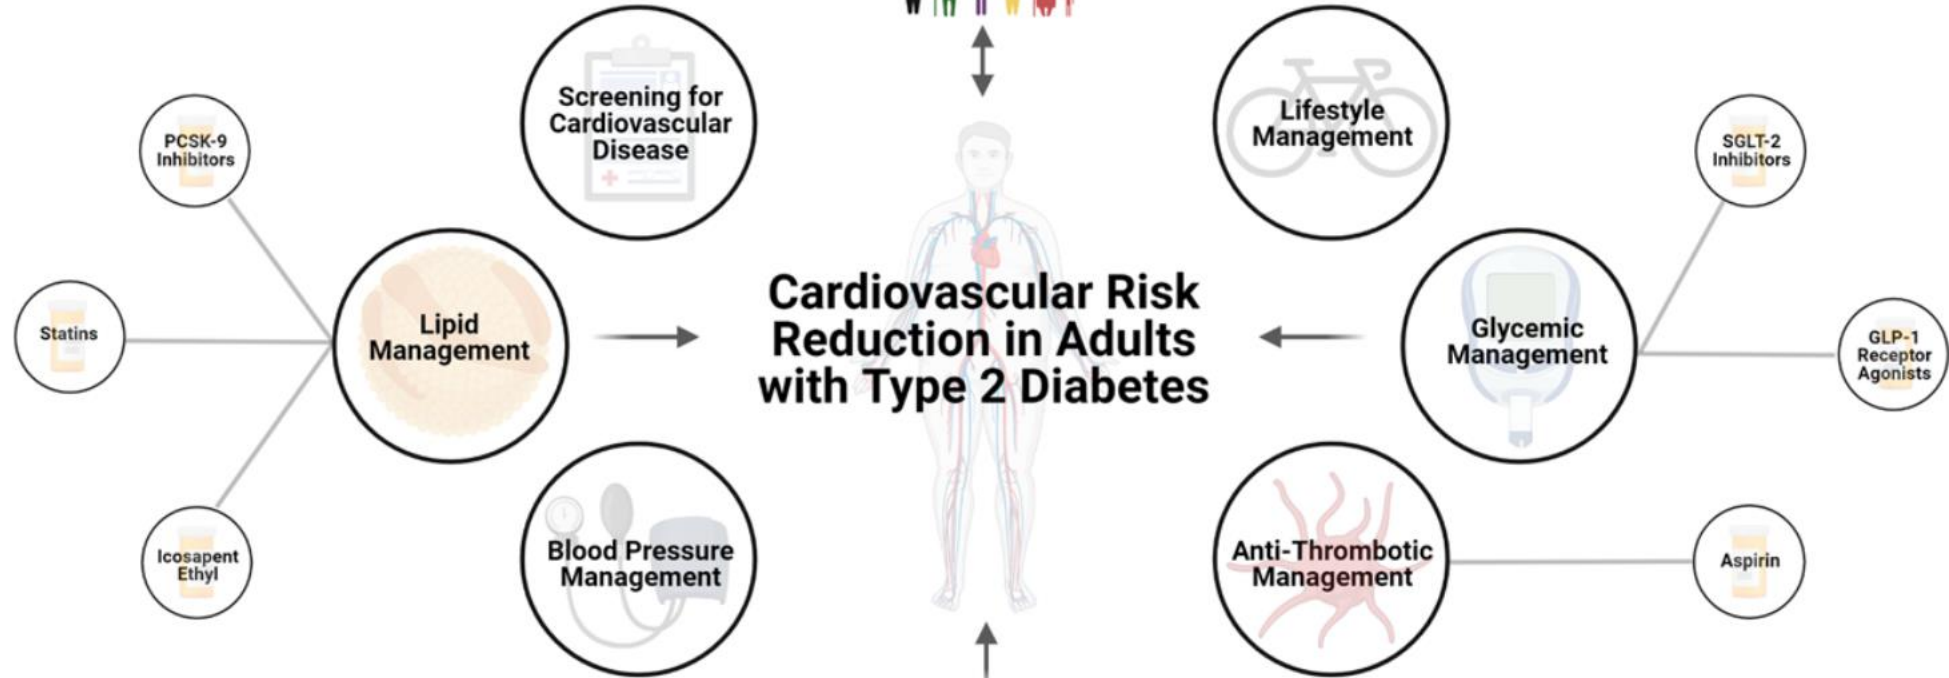 Screening for
Cardiovascular
Disease
Lifestyle
Management
PCSK-9
Inhibitors
SGLT-2
Inhibitors
Statins
Lipid
Management
Cardiovascular Risk
Reduction in Adults
with Type 2 Diabetes
Glycemic
Management
GLP-1
Receptor
Agonists
Icosapent
Ethyl
Blood Pressure
Management
Anti-Thrombotic
Management
Aspirin